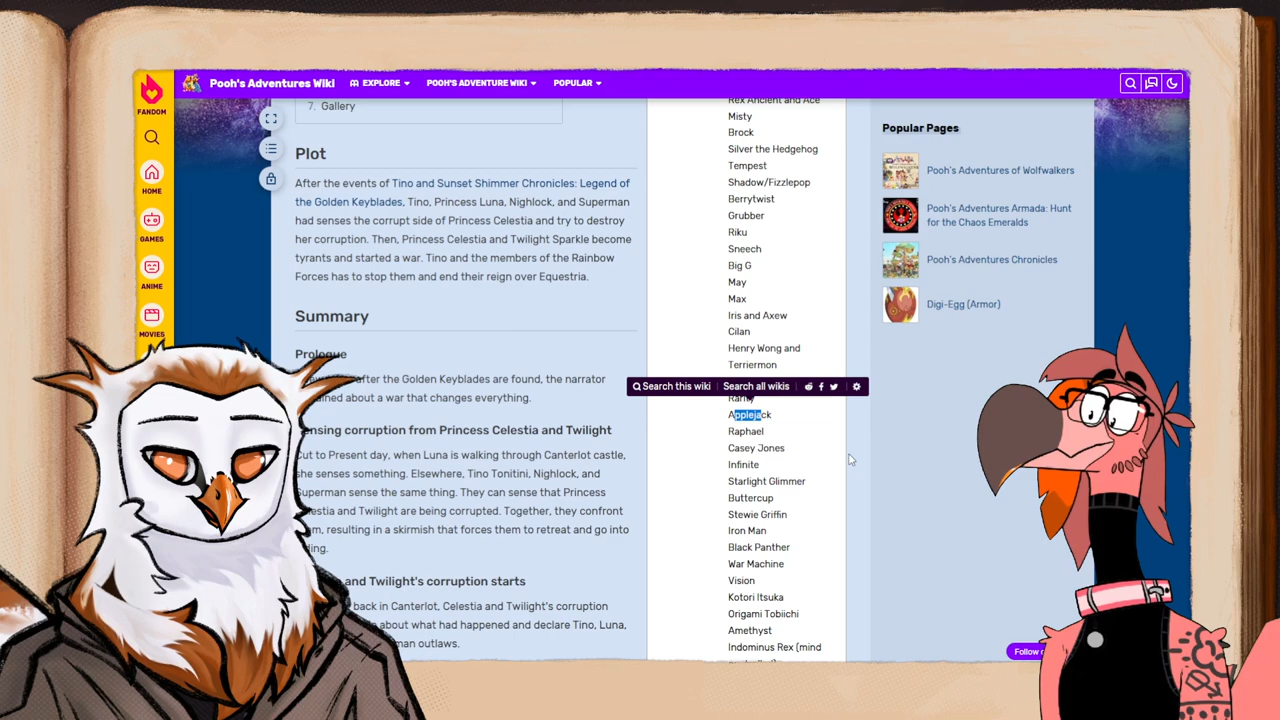 Pooh's Adventures Wiki
EXPLORE
POOH'S ADVENTURE WIKI
POPULAR
FANDOM
HOME
GAMES
ANIME
MOVIES
7. Gallery
Plot
After the events of Tino and Sunset Shimmer Chronicles: Legend of
the Golden Keyblades, Tino, Princess Luna, Nighlock, and Superman
had senses the corrupt side of Princess Celestia and try to destroy
her corruption. Then, Princess Celestia and Twilight Sparkle become
tyrants and started a war. Tino and the members of the Rainbow
Forces has to stop them and end their reign over Equestria.
Summary
Prologue
after the Golden Keyblades are found, the narrator
about a war that changes everything.
ensing corruption from Princess Celestia and Twilight
Cut to Present day, when Luna is walking through Canterlot castle,
she senses something. Elsewhere, Tino Tonitini, Nighlock, and
Superman sense the same thing. They can sense that Princess
elestia and Twilight are being corrupted. Together, they confront
em, resulting in a skirmish that forces them to retreat and go into
and Twilight's corruption starts
back in Canterlot, Celestia and Twilight's corruption
about what had happened and declare Tino, Luna,
man outlaws.
Rex Ancient and Ace
Misty
Brock
Silver the Hedgehog
Tempest
Shadow/Fizzlepop
Berrytwist
Grubber
Riku
Sneech
Big G
May
Max
Iris and Axew
Cilan
Henry Wong and
Terriermon
Search this wiki
Search all wikis
Rarity
Applejack
Raphael
Casey Jones
Infinite
Starlight Glimmer
Buttercup
Stewie Griffin
Iron Man
Black Panther
War Machine
Vision
Kotori Itsuka
Origami Tobiichi
Amethyst
Indominus Rex (mind
Popular Pages
Pooh's Adventures of Wolfwalkers
Pooh's Adventures Armada: Hunt
for the Chaos Emeralds
Pooh's Adventures Chronicles
Digi-Egg (Armor)
Follow